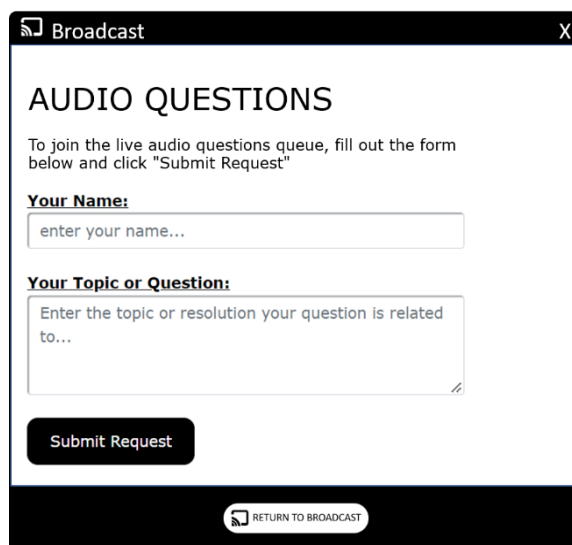 Broadcast X
AUDIO QUESTIONS
To join the live audio questions queue, fill out the form
below and click "Submit Request"
Your Name:
enter your name...
Your Topic or Question:
Enter the topic or resolution your question is related
to...
Submit Request
RETURN TO BROADCAST